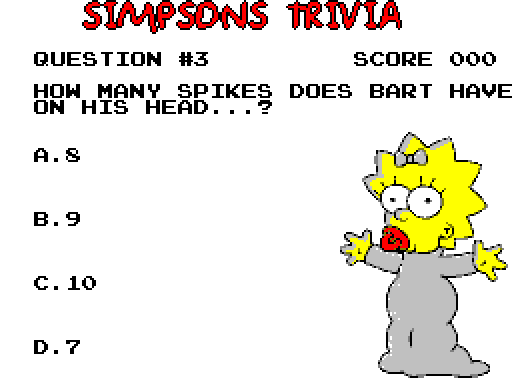 SIMPSONS TRIVIA
QUESTION #3 SCORE 000
HOW MANY SPIKES DOES BART HAVE
ON HIS HEAD...?
A.8
B.9
C.10
D.7